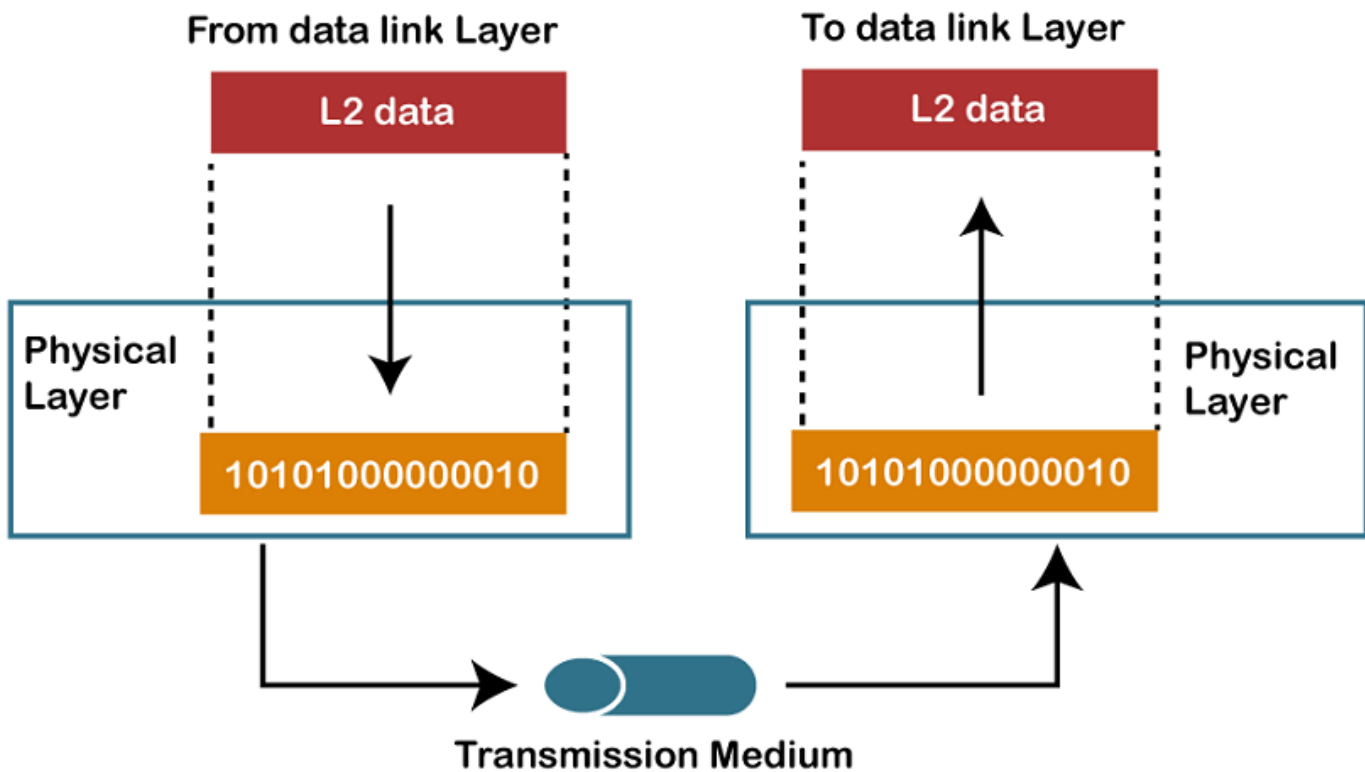 From data link Layer
To data link Layer
L2 data
L2 data
Physical
Layer
Physical
Layer
10101000000010
10101000000010
Transmission Medium